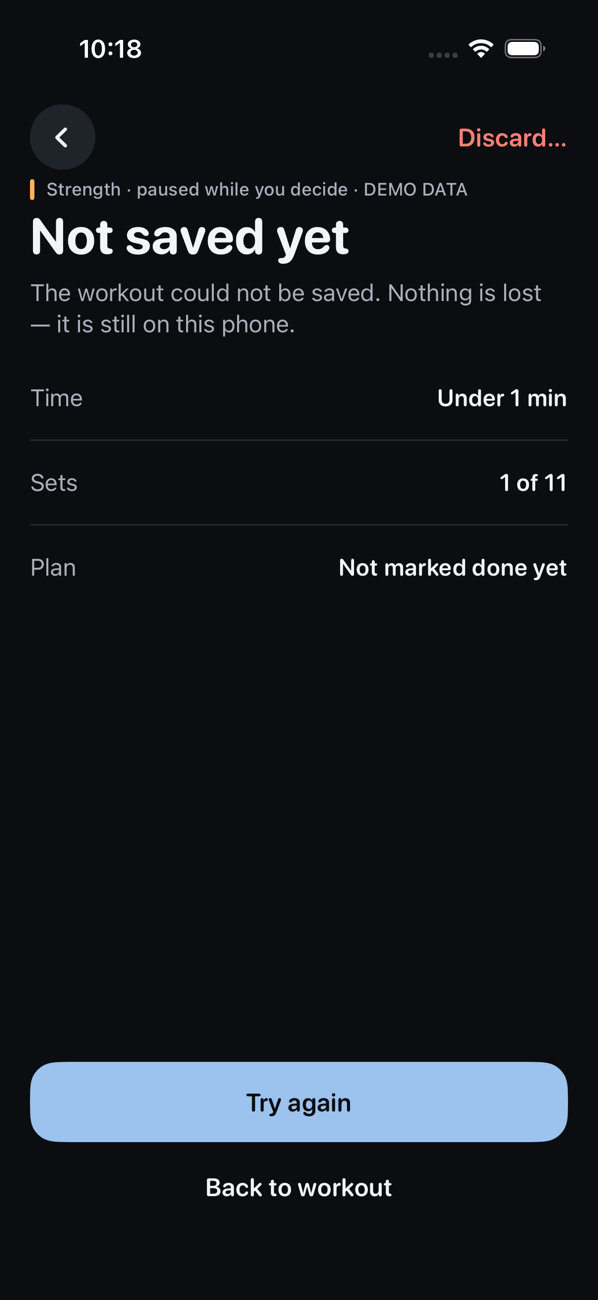 10:18
Discard...
Strength · paused while you decide · DEMO DATA
Not saved yet
The workout could not be saved. Nothing is lost
— it is still on this phone.
Time
Under 1 min
Sets
1 of 11
Plan
Not marked done yet
Try again
Back to workout